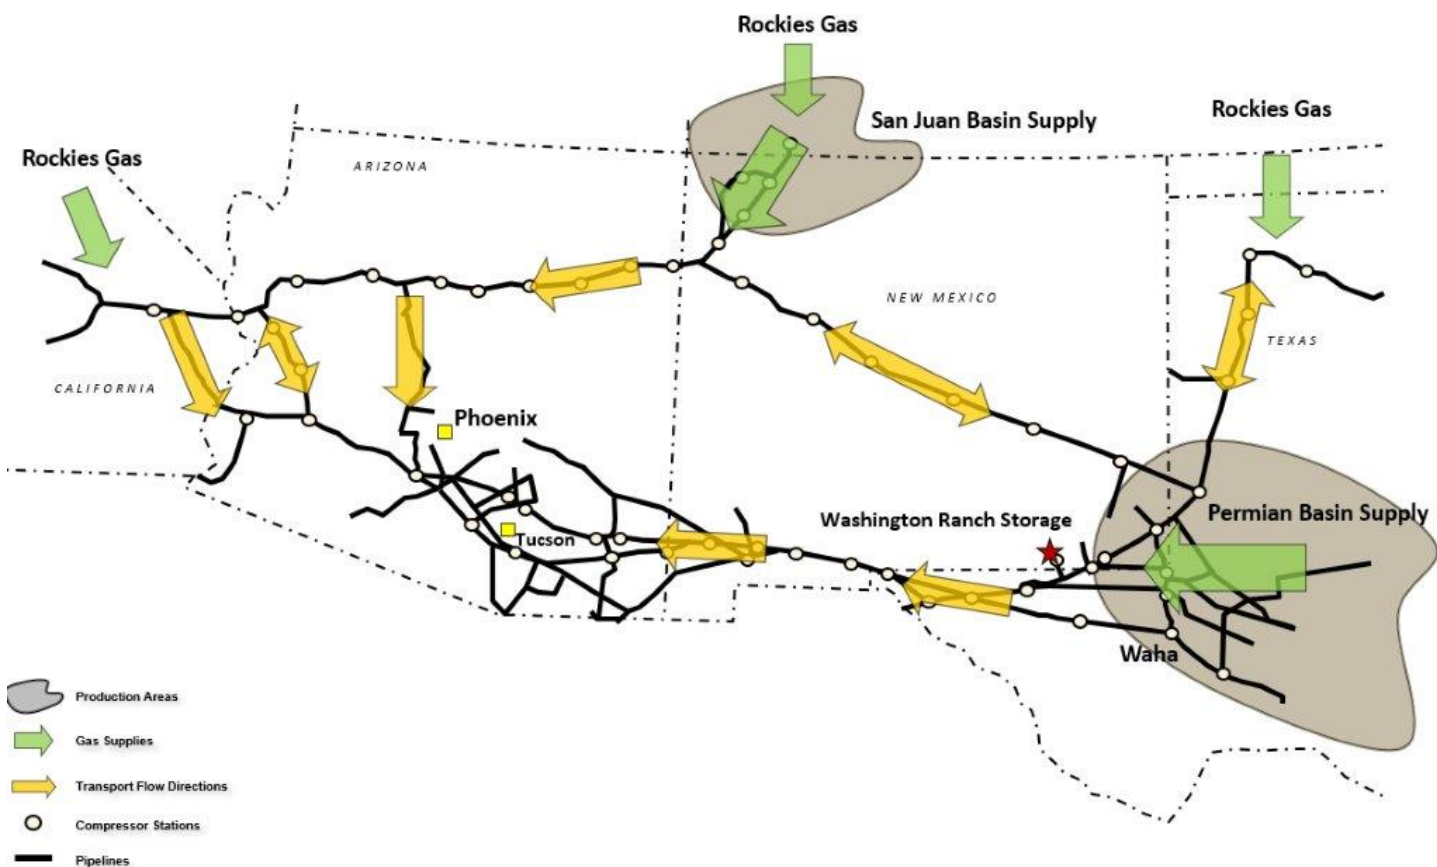 Rockies Gas
San Juan Basin Supply
Rockies Gas
Rockies Gas
ARIZONA
NEW MEXICO
TEXAS
CALIFORNIA
Phoenix
Washington Ranch Storage
Permian Basin Supply
Tucson
Waha
Production Areas
Gas Supplies
Transport Flow Directions
Compressor Stations
Pipelines